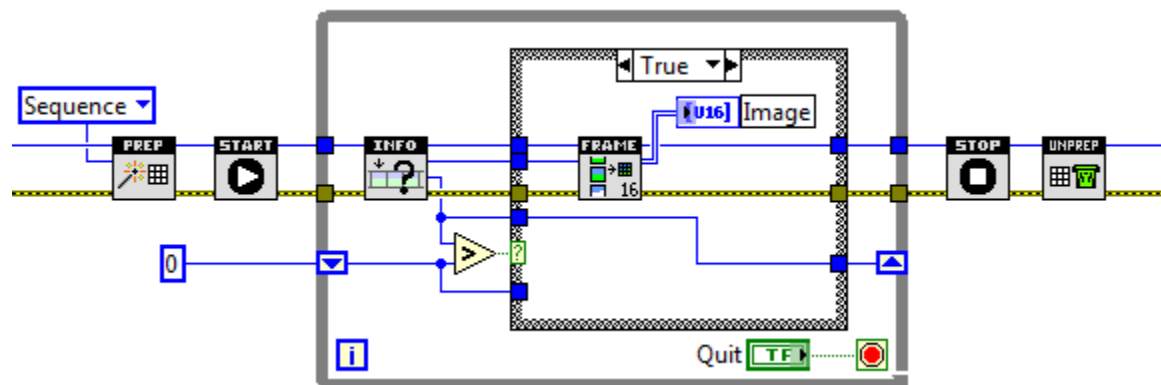 True
Sequence
[U16] Image
PREP
START
INFO
FRAME
STOP
UNPREP
?
16
>
?
0
i
Quit
TF